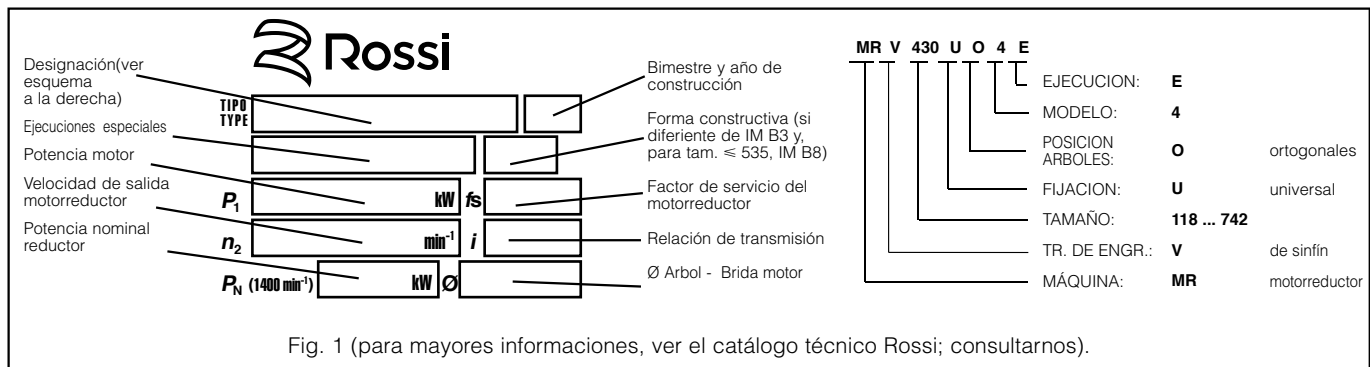 Rossi
Designación(ver
esquema
a la derecha)
Ejecuciones especiales
Potencia motor
Velocidad de salida
motorreductor
Potencia nominal
reductor
TIPO
TYPE
P1 kW fs
n2 min-1 i
PN (1400 min-1) kW Ø
Bimestre y año de
construcción
Forma constructiva (si
diferiente de IM B3 y,
para tam. ⩽ 535, IM B8)
Factor de servicio del
motorreductor
Relación de transmisión
Ø Arbol - Brida motor
MR V 430 U O 4 E
EJECUCION: E
MODELO: 4
POSICION
ARBOLES: O ortogonales
FIJACION: U universal
TAMAÑO: 118 ... 742
TR. DE ENGR.: V de sinfín
MÁQUINA: MR motorreductor
Fig. 1 (para mayores informaciones, ver el catálogo técnico Rossi; consultarnos).